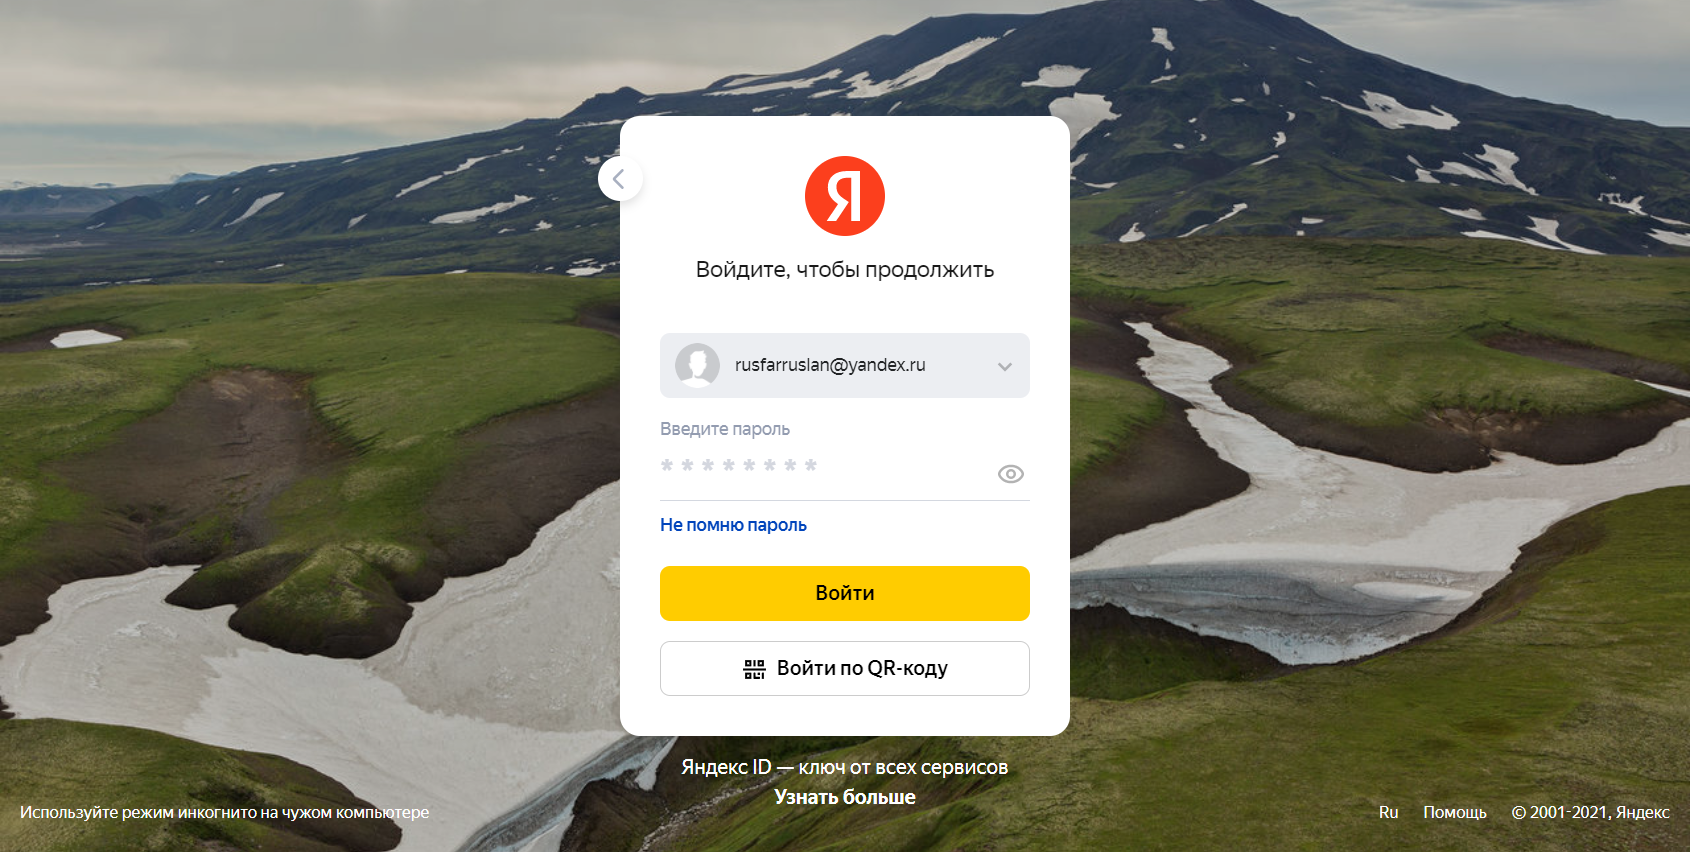 Я
Войдите, чтобы продолжить
rusfarruslan@yandex.ru
Введите пароль
* * * * * * * *
Не помню пароль
Войти
Войти по QR-коду
Яндекс ID — ключ от всех сервисов
Узнать больше
Используйте режим инкогнито на чужом компьютере
Ru Помощь © 2001-2021, Яндекс